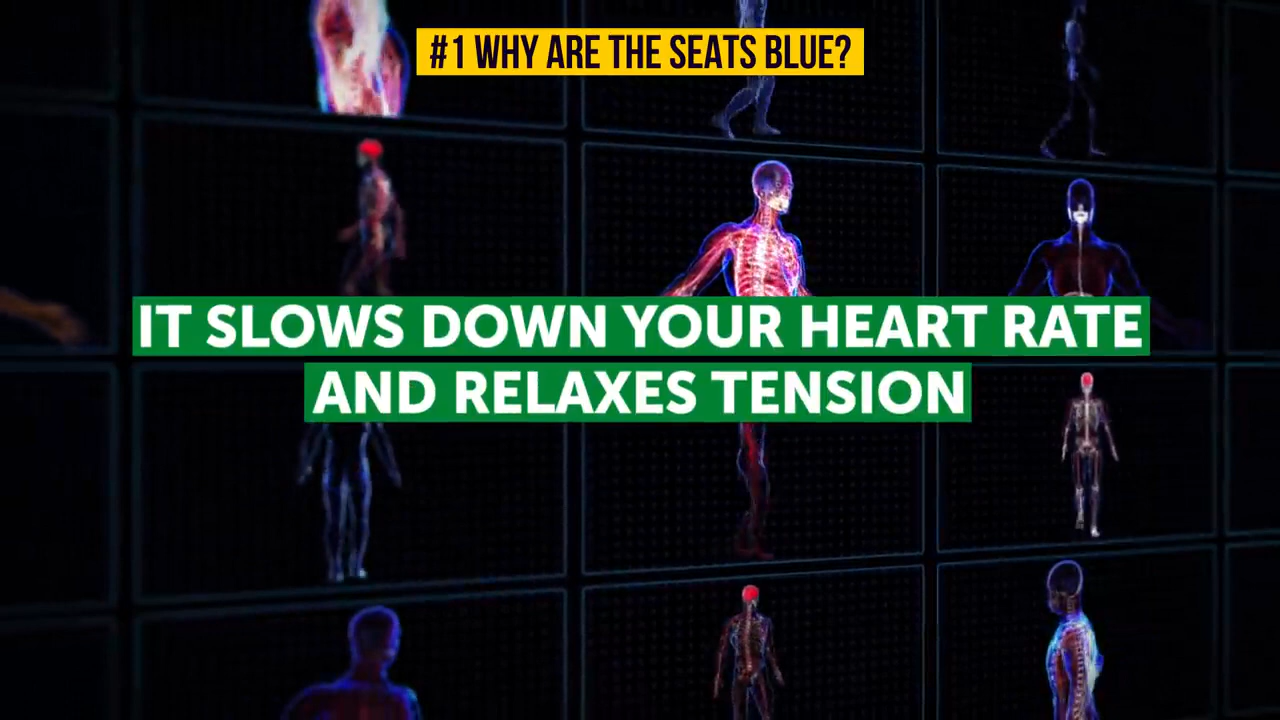 #1 WHY ARE THE SEATS BLUE?
IT SLOWS DOWN YOUR HEART RATE
AND RELAXES TENSION